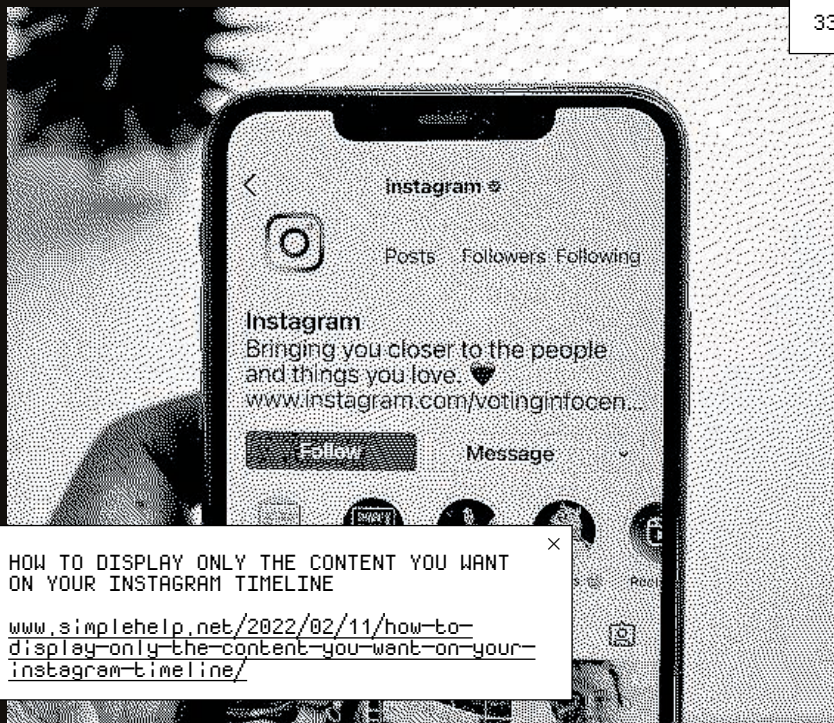 33
instagram
Posts Followers Following
Instagram
Bringing you closer to the people
and things you love.
www.instagram.com/votinginfocen...
Follow
Message
HOW TO DISPLAY ONLY THE CONTENT YOU WANT
ON YOUR INSTAGRAM TIMELINE
www.simplehelp.net/2022/02/11/how-to-
display-only-the-content-you-want-on-your-
instagram-timeline/